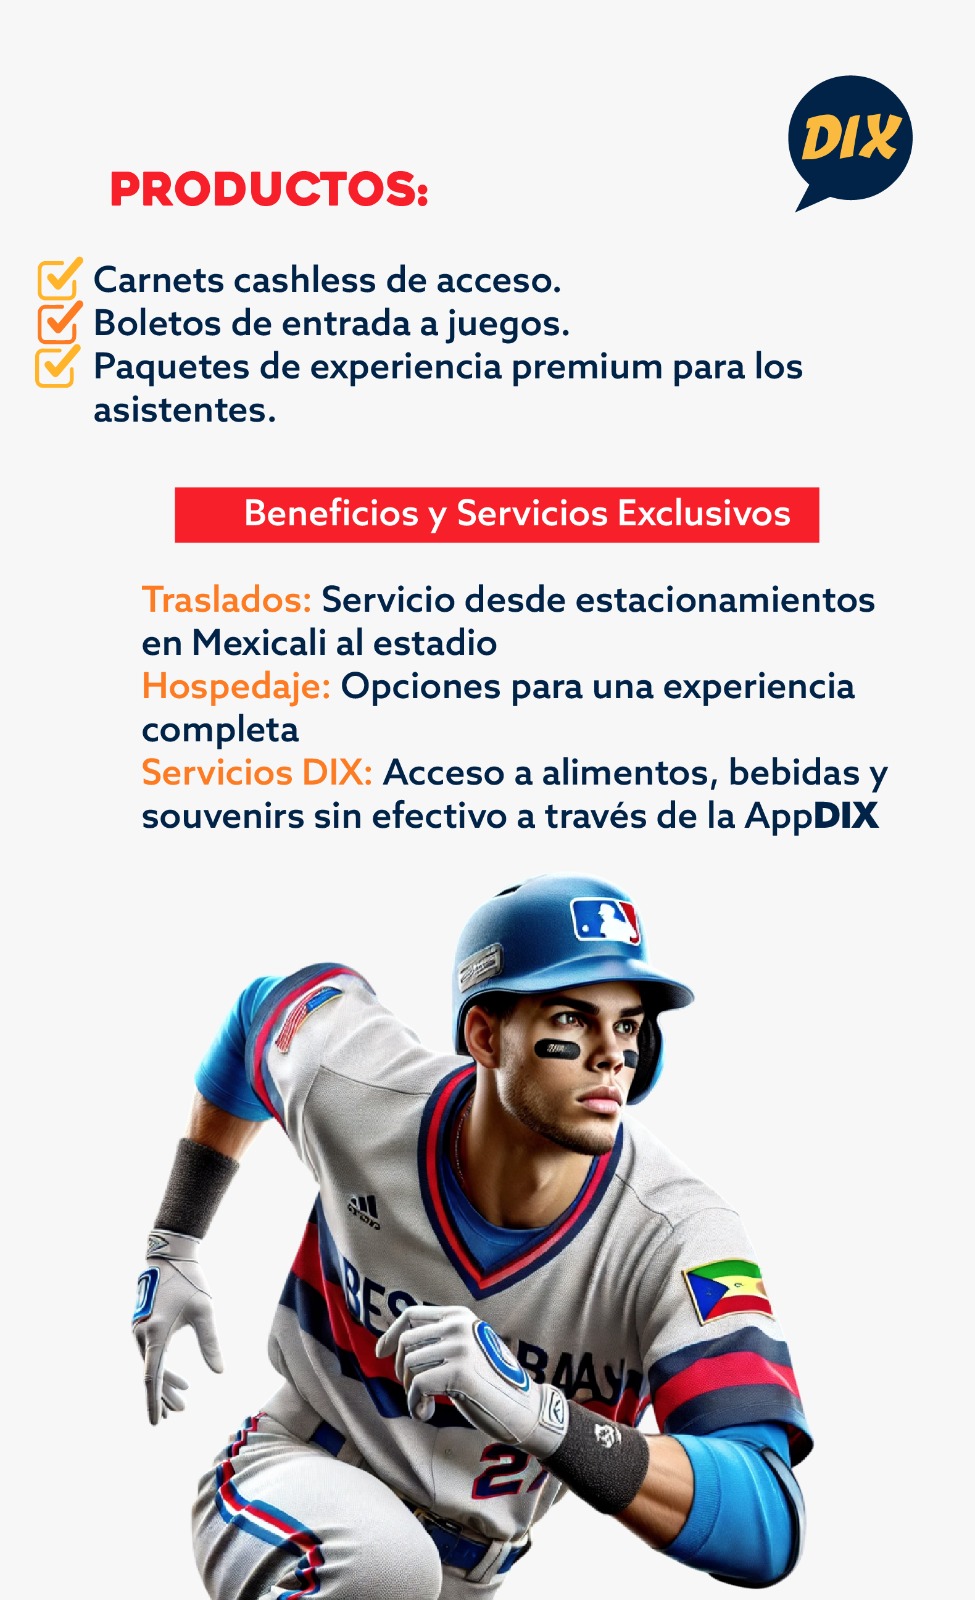 DIX
PRODUCTOS:
Carnets cashless de acceso.
Boletos de entrada a juegos.
Paquetes de experiencia premium para los
asistentes.
Beneficios y Servicios Exclusivos
Traslados: Servicio desde estacionamientos
en Mexicali al estadio
Hospedaje: Opciones para una experiencia
completa
Servicios DIX: Acceso a alimentos, bebidas y
souvenirs sin efectivo a través de la AppDIX